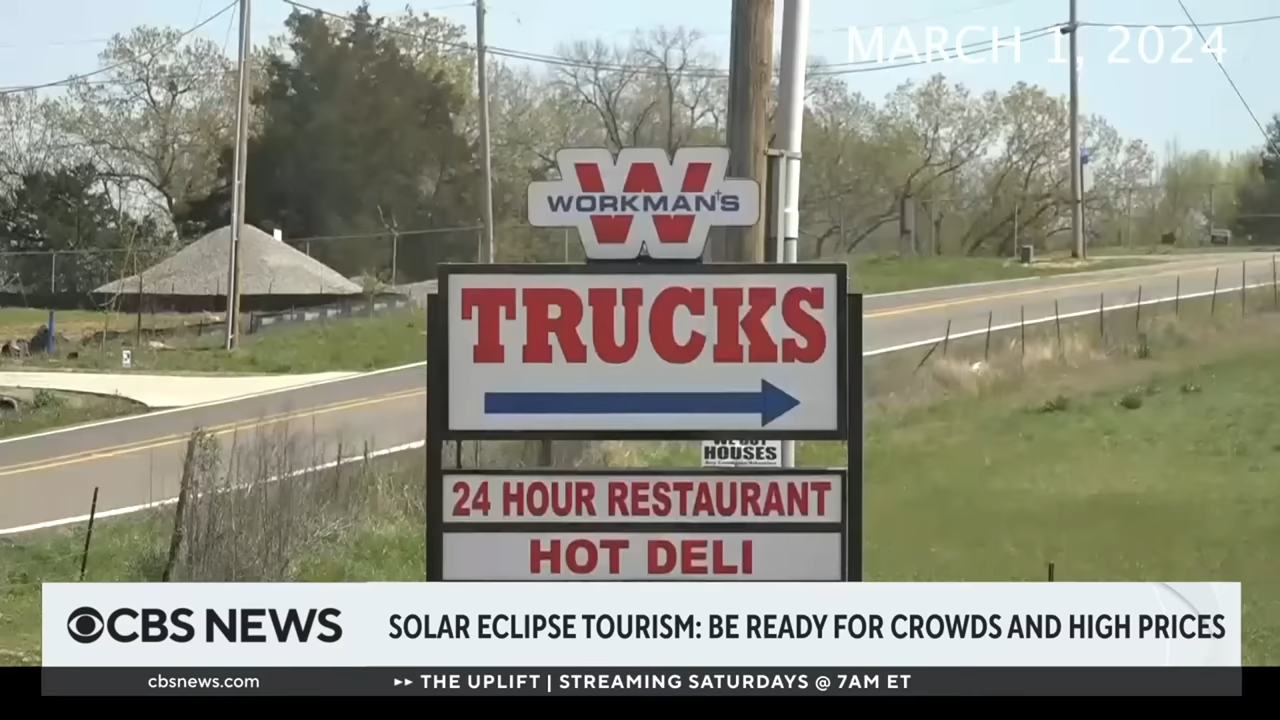 MARCH 1, 2024
W
WORKMAN'S
TRUCKS
WE BUY
HOUSES
24 HOUR RESTAURANT
HOT DELI
CBS NEWS
SOLAR ECLIPSE TOURISM: BE READY FOR CROWDS AND HIGH PRICES
cbsnews.com
THE UPLIFT | STREAMING SATURDAYS @ 7AM ET